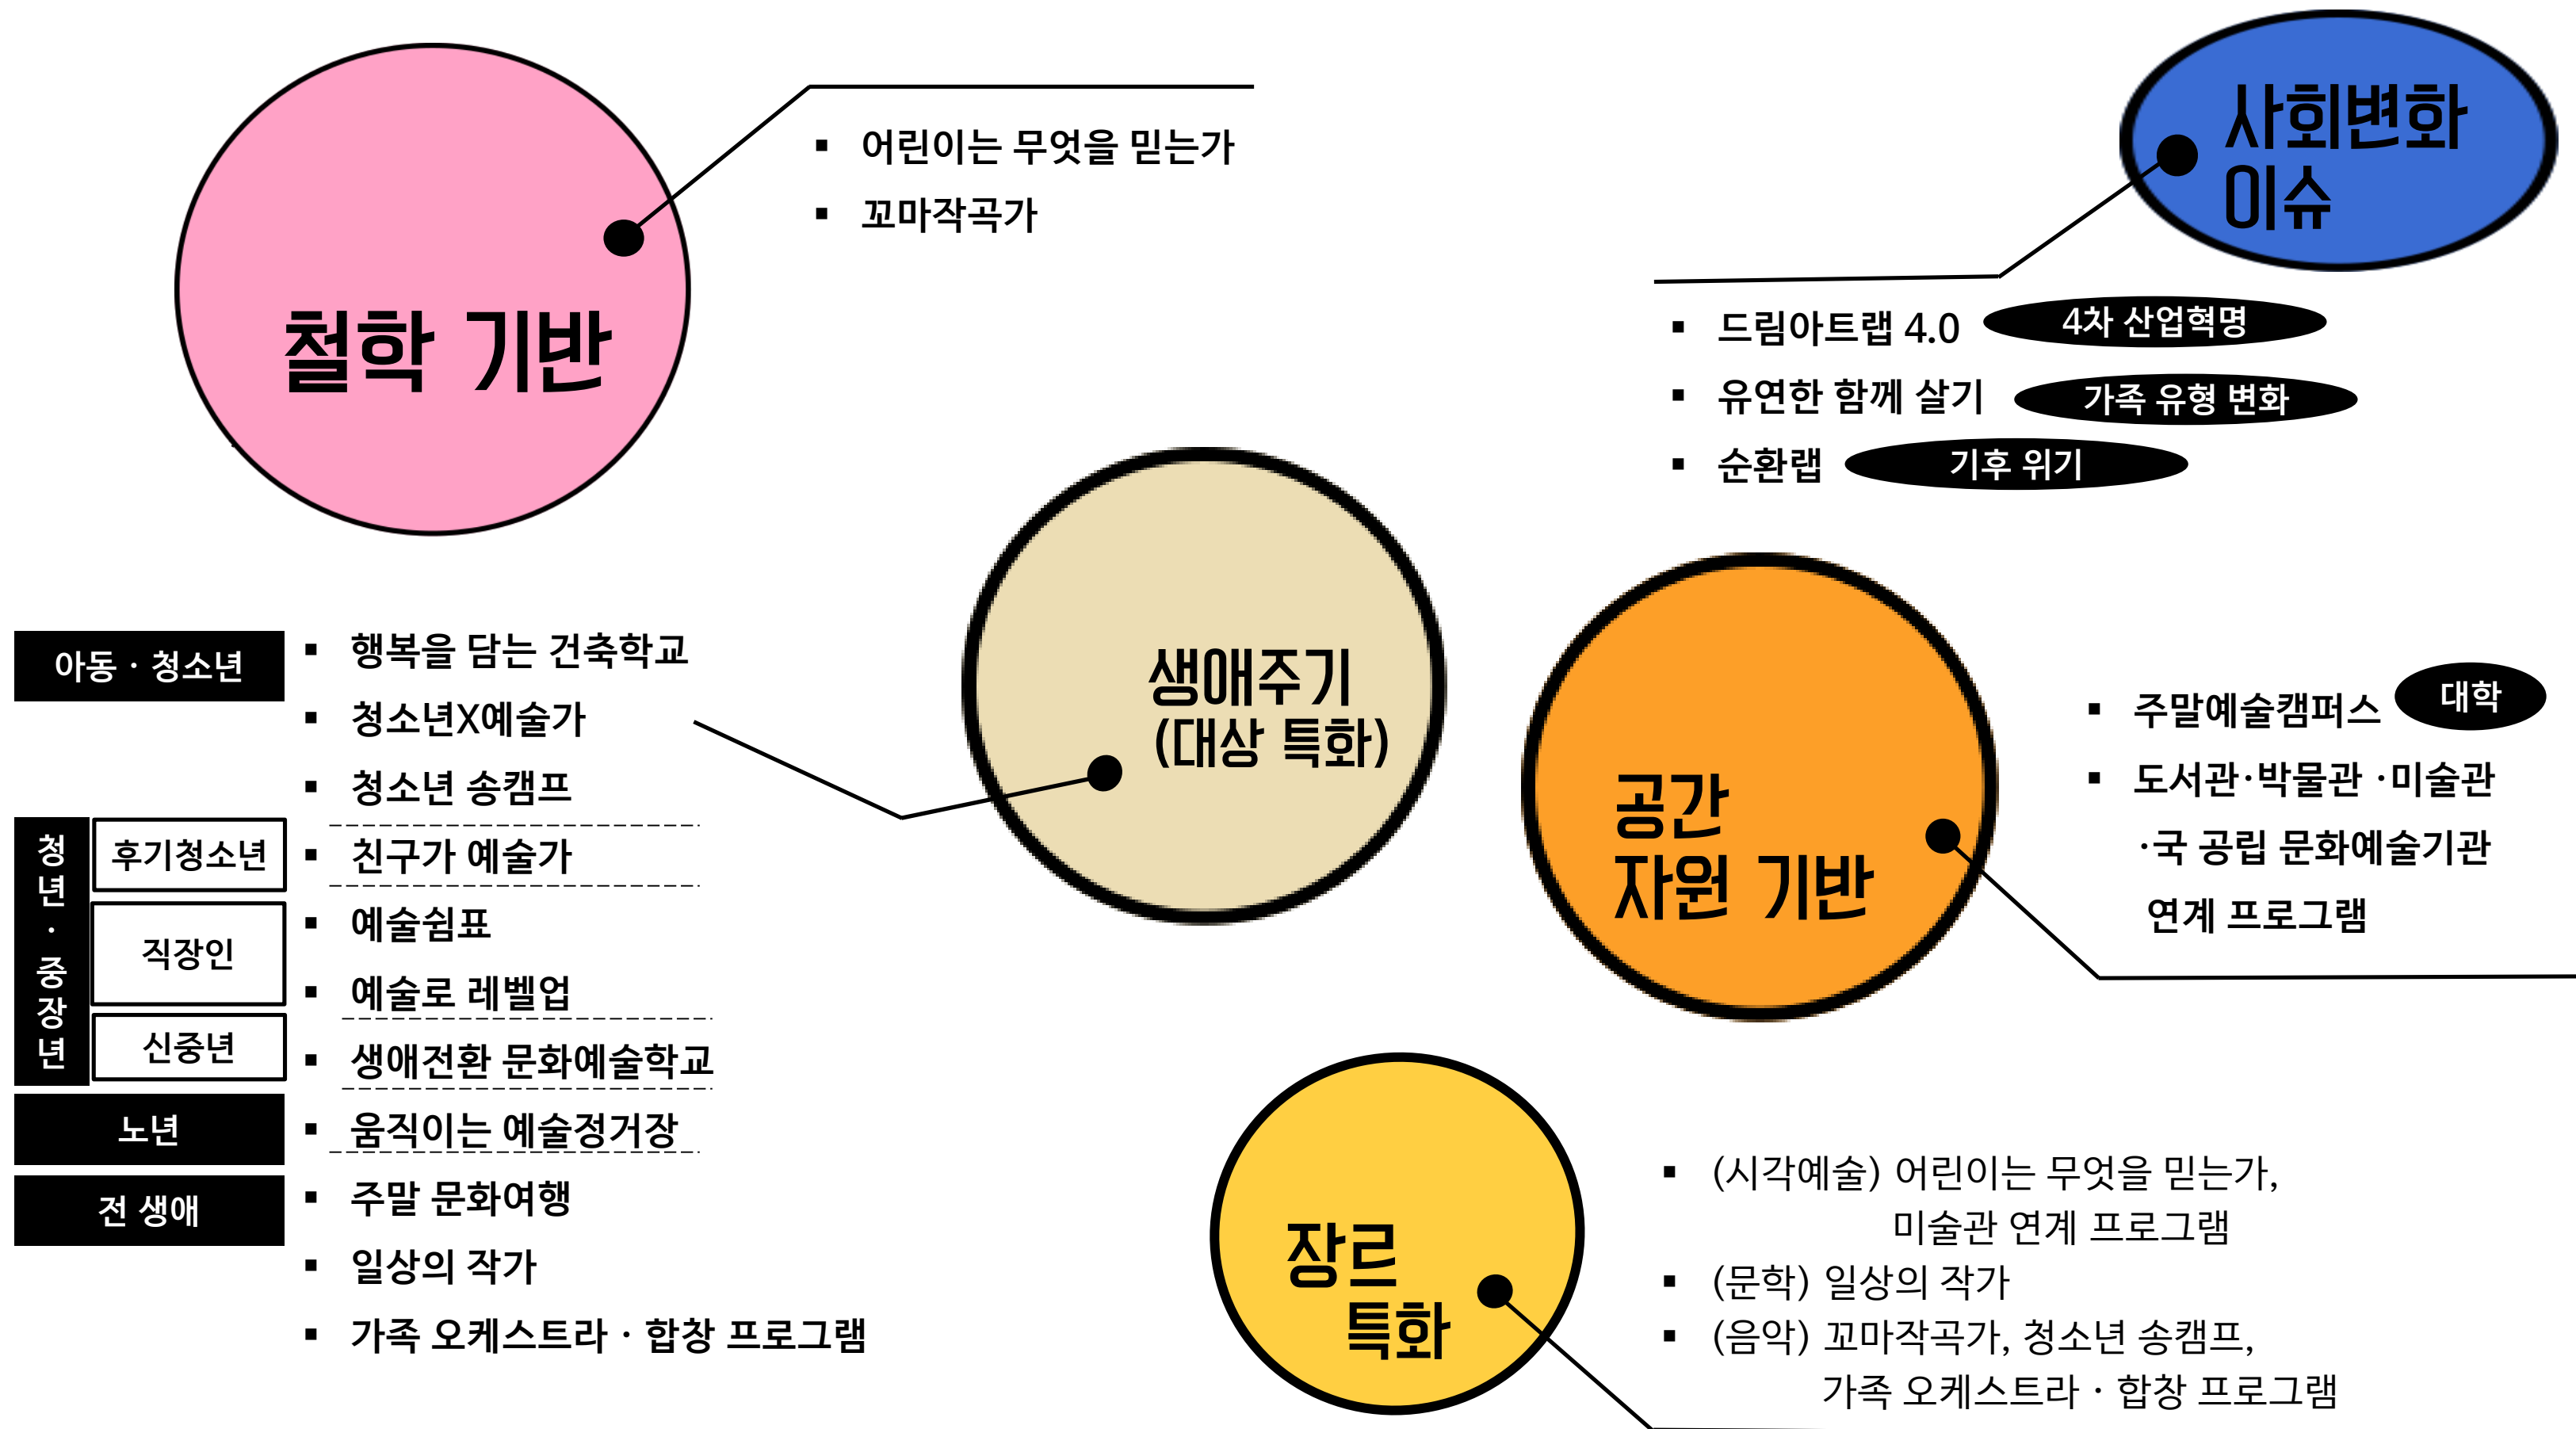 철학 기반
▪ 어린이는 무엇을 믿는가
▪ 꼬마작곡가
사회변화
이슈
▪ 드림아트랩 4.0 4차 산업혁명
▪ 유연한 함께 살기 가족 유형 변화
▪ 순환랩 기후 위기
생애주기
(대상 특화)
아동 · 청소년
▪ 행복을 담는 건축학교
▪ 청소년X예술가
▪ 청소년 송캠프
청년 · 중장년
후기청소년
▪ 친구가 예술가
직장인
▪ 예술쉼표
▪ 예술로 레벨업
신중년
▪ 생애전환 문화예술학교
노년
▪ 움직이는 예술정거장
전 생애
▪ 주말 문화여행
▪ 일상의 작가
▪ 가족 오케스트라 · 합창 프로그램
공간
자원 기반
▪ 주말예술캠퍼스 대학
▪ 도서관·박물관 ·미술관
·국 공립 문화예술기관
연계 프로그램
장르
특화
▪ (시각예술) 어린이는 무엇을 믿는가,
미술관 연계 프로그램
▪ (문학) 일상의 작가
▪ (음악) 꼬마작곡가, 청소년 송캠프,
가족 오케스트라 · 합창 프로그램